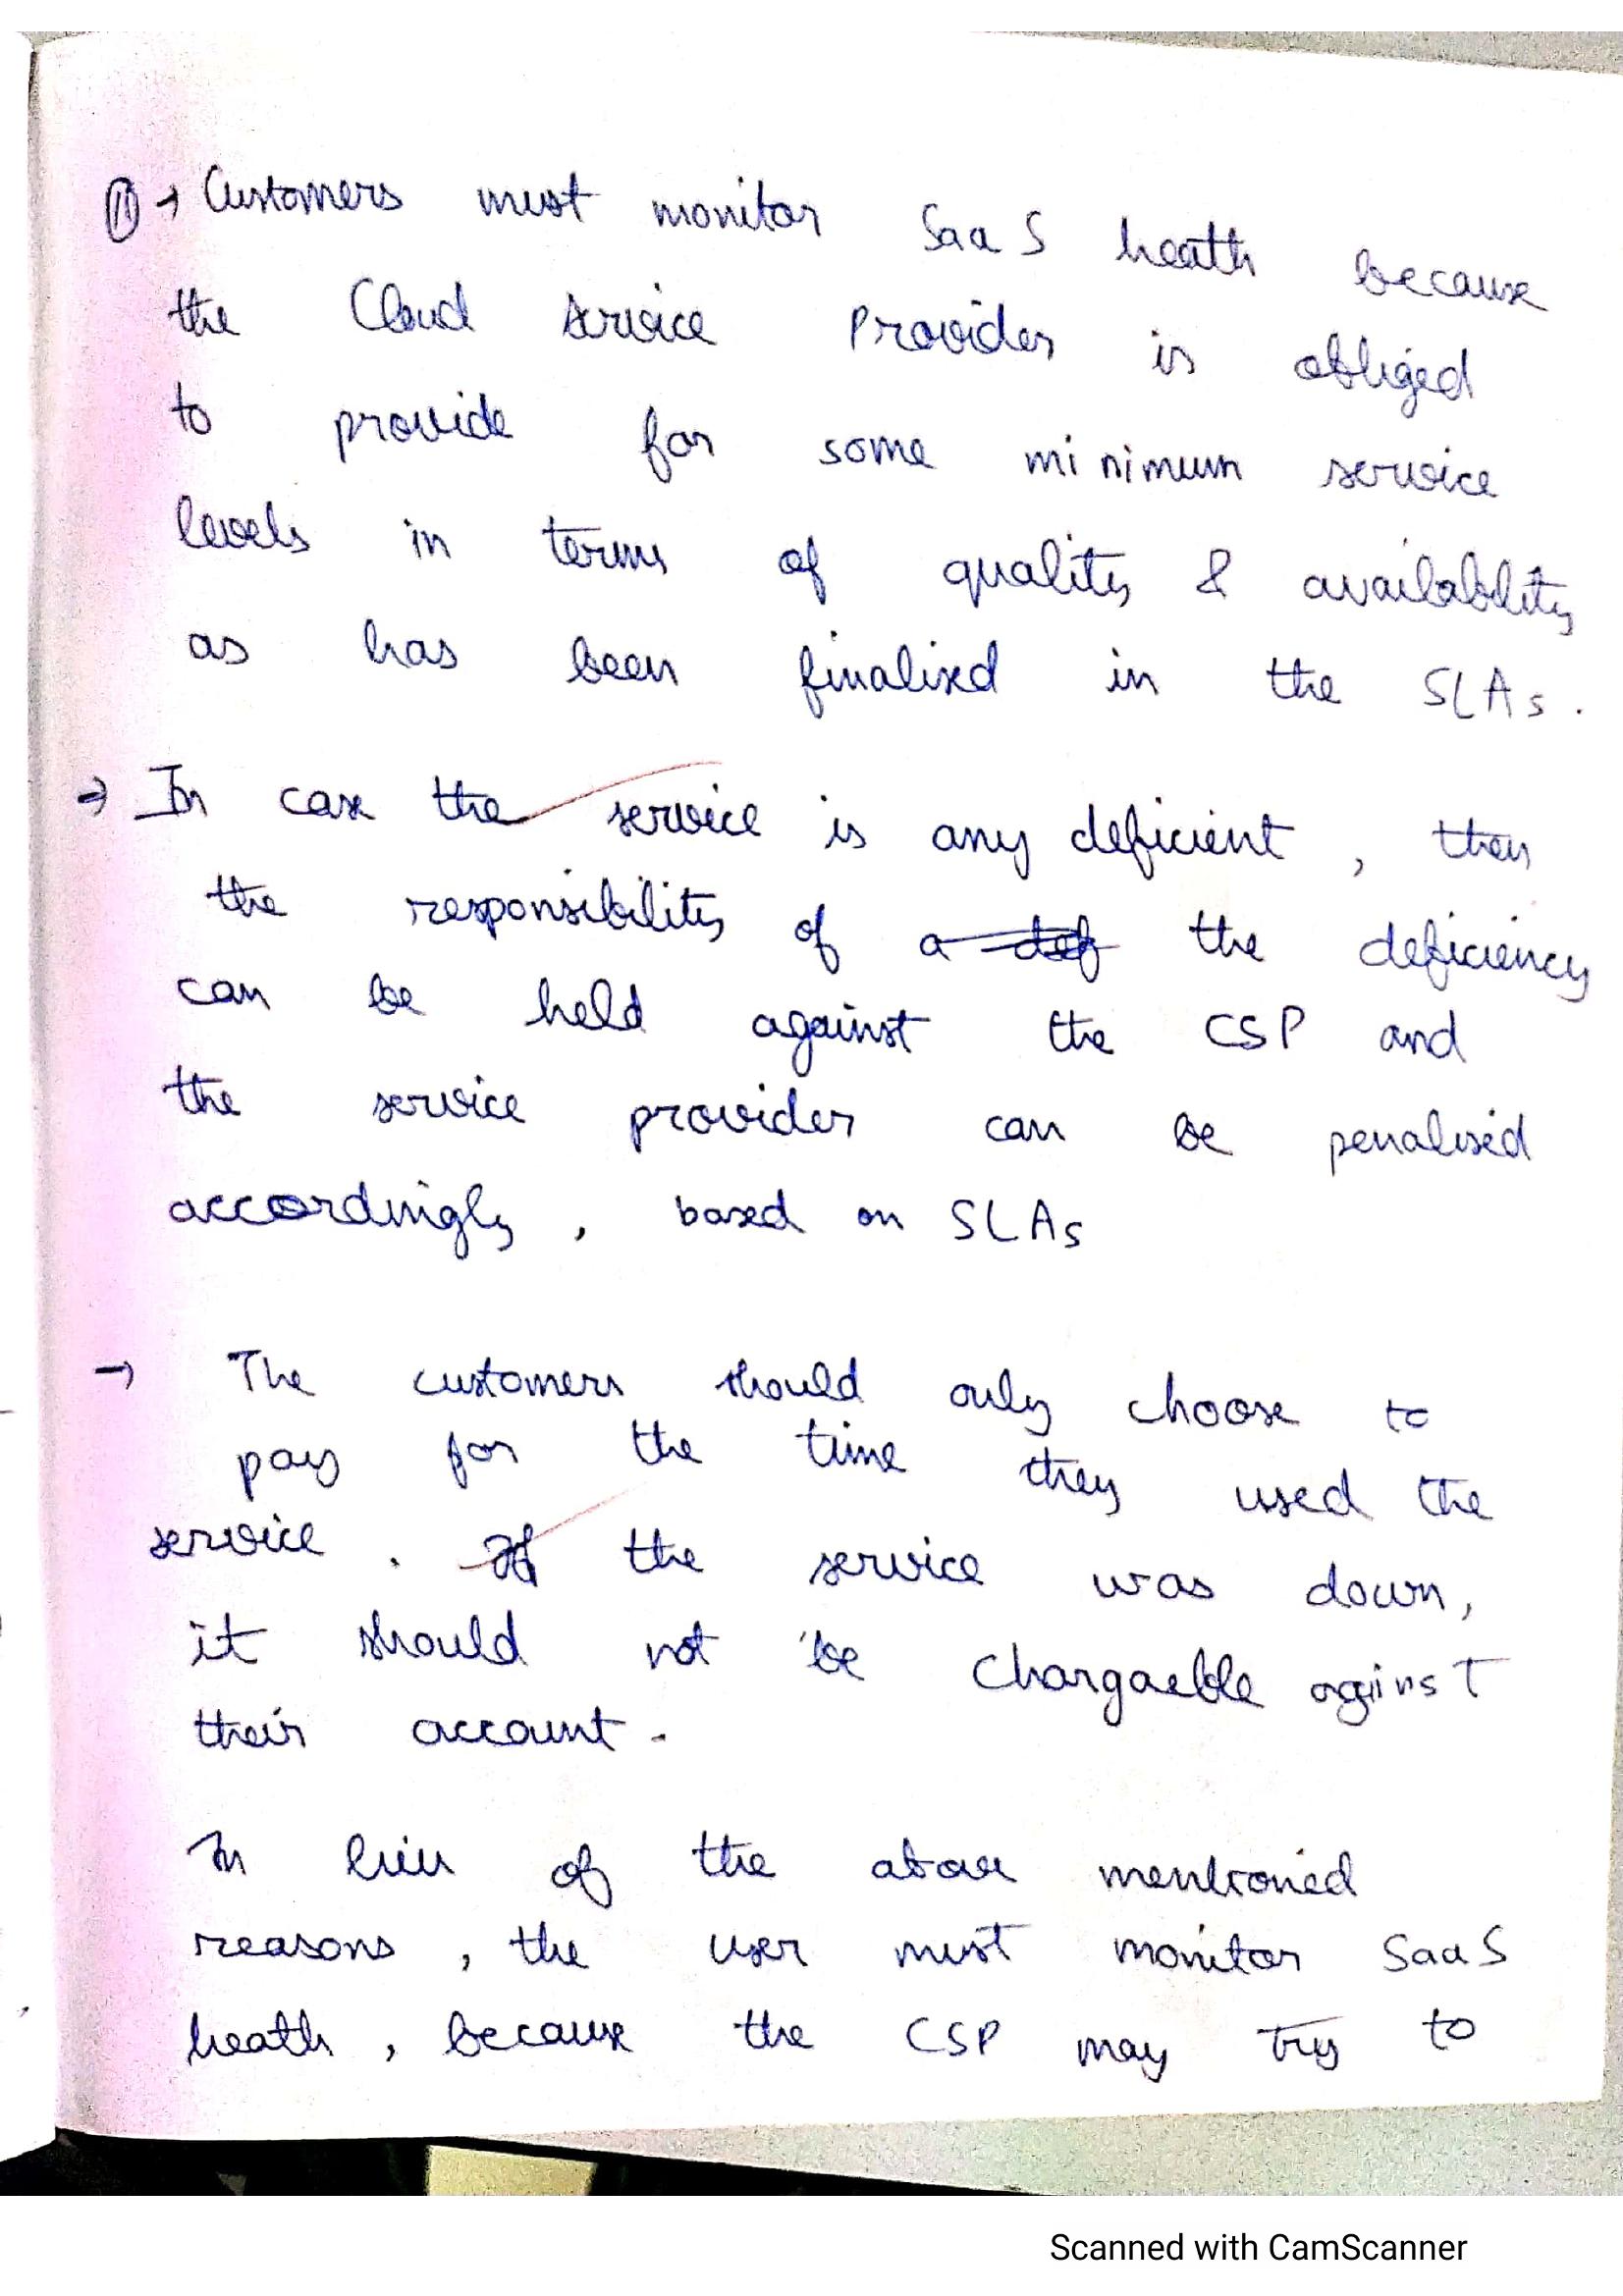 ⑪ → Customers must monitor SaaS heath because
the Cloud service Provider is obliged
to provide for some minimum service
levels in terms of quality & availablity
as has been finalised in the SLAs.
→ In case the service is any deficient, then
the responsibility of a def the deficiency
can be held against the CSP and
the service provider can be penalised
accordingly, based on SLAs
→ The customers should only choose to
pay for the time they used the
service. If the service was down,
it should not be Chargaeble against
their account.
In lieu of the above mentioned
reasons, the user must monitor SaaS
heath, because the CSP may try to
Scanned with CamScanner